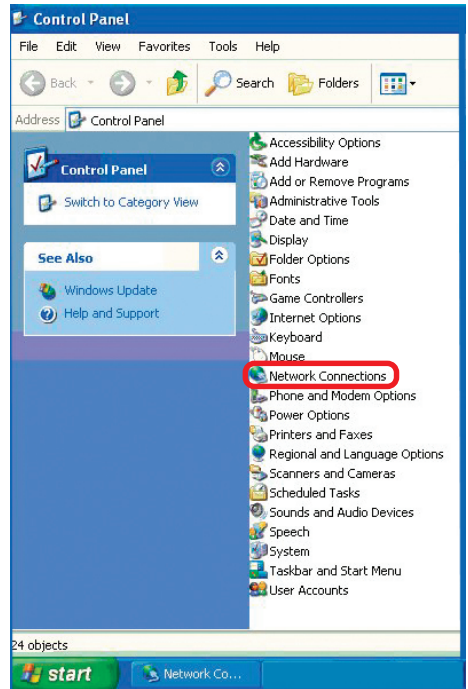 Control Panel
File Edit View Favorites Tools Help
Back Search Folders
Address Control Panel
Control Panel
Switch to Category View
See Also
Windows Update
Help and Support
Accessibility Options
Add Hardware
Add or Remove Programs
Administrative Tools
Date and Time
Display
Folder Options
Fonts
Game Controllers
Internet Options
Keyboard
Mouse
Network Connections
Phone and Modem Options
Power Options
Printers and Faxes
Regional and Language Options
Scanners and Cameras
Scheduled Tasks
Sounds and Audio Devices
Speech
System
Taskbar and Start Menu
User Accounts
24 objects
start Network Co...